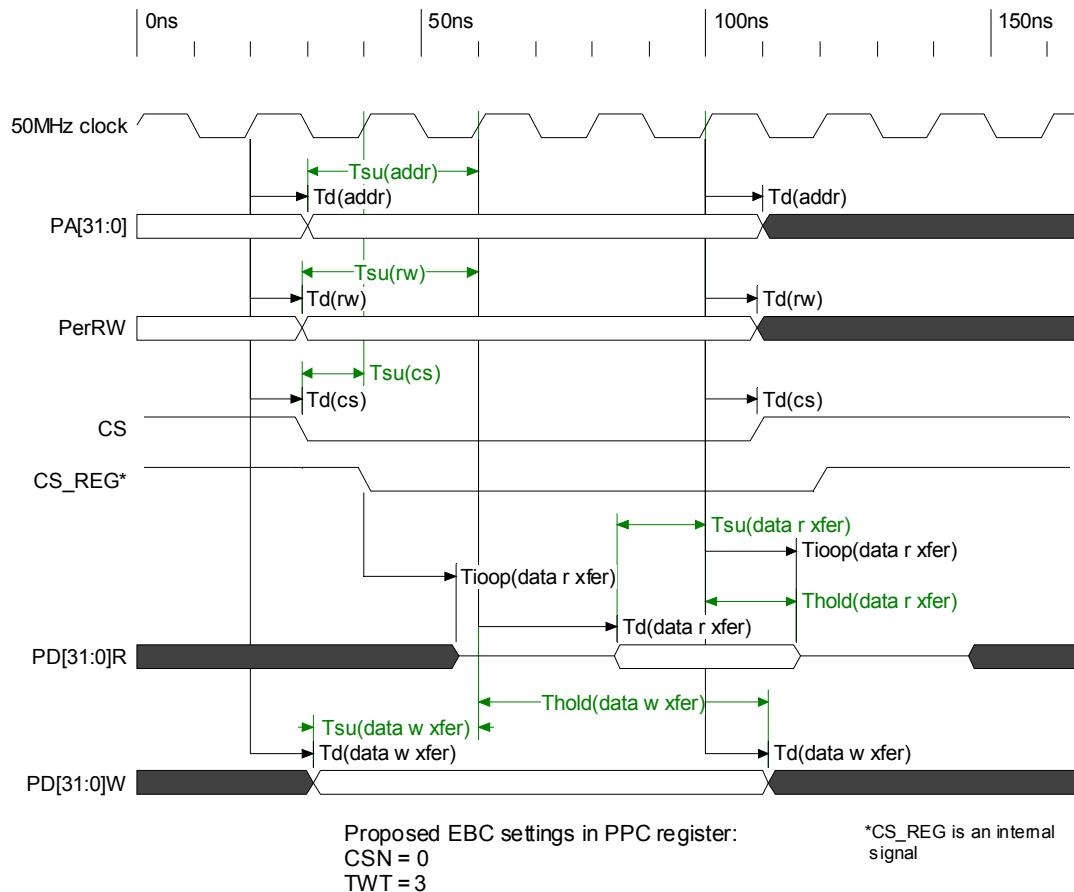 0ns 50ns 100ns 150ns
50MHz clock
Tsu(addr)
Td(addr) Td(addr)
PA[31:0]
Tsu(rw)
Td(rw) Td(rw)
PerRW
Tsu(cs)
Td(cs) Td(cs)
CS
CS_REG*
Tsu(data r xfer)
Tioop(data r xfer)
Tioop(data r xfer)
Thold(data r xfer)
Td(data r xfer)
PD[31:0]R
Thold(data w xfer)
Tsu(data w xfer)
Td(data w xfer) Td(data w xfer)
PD[31:0]W
Proposed EBC settings in PPC register:
CSN = 0
TWT = 3
*CS_REG is an internal
signal